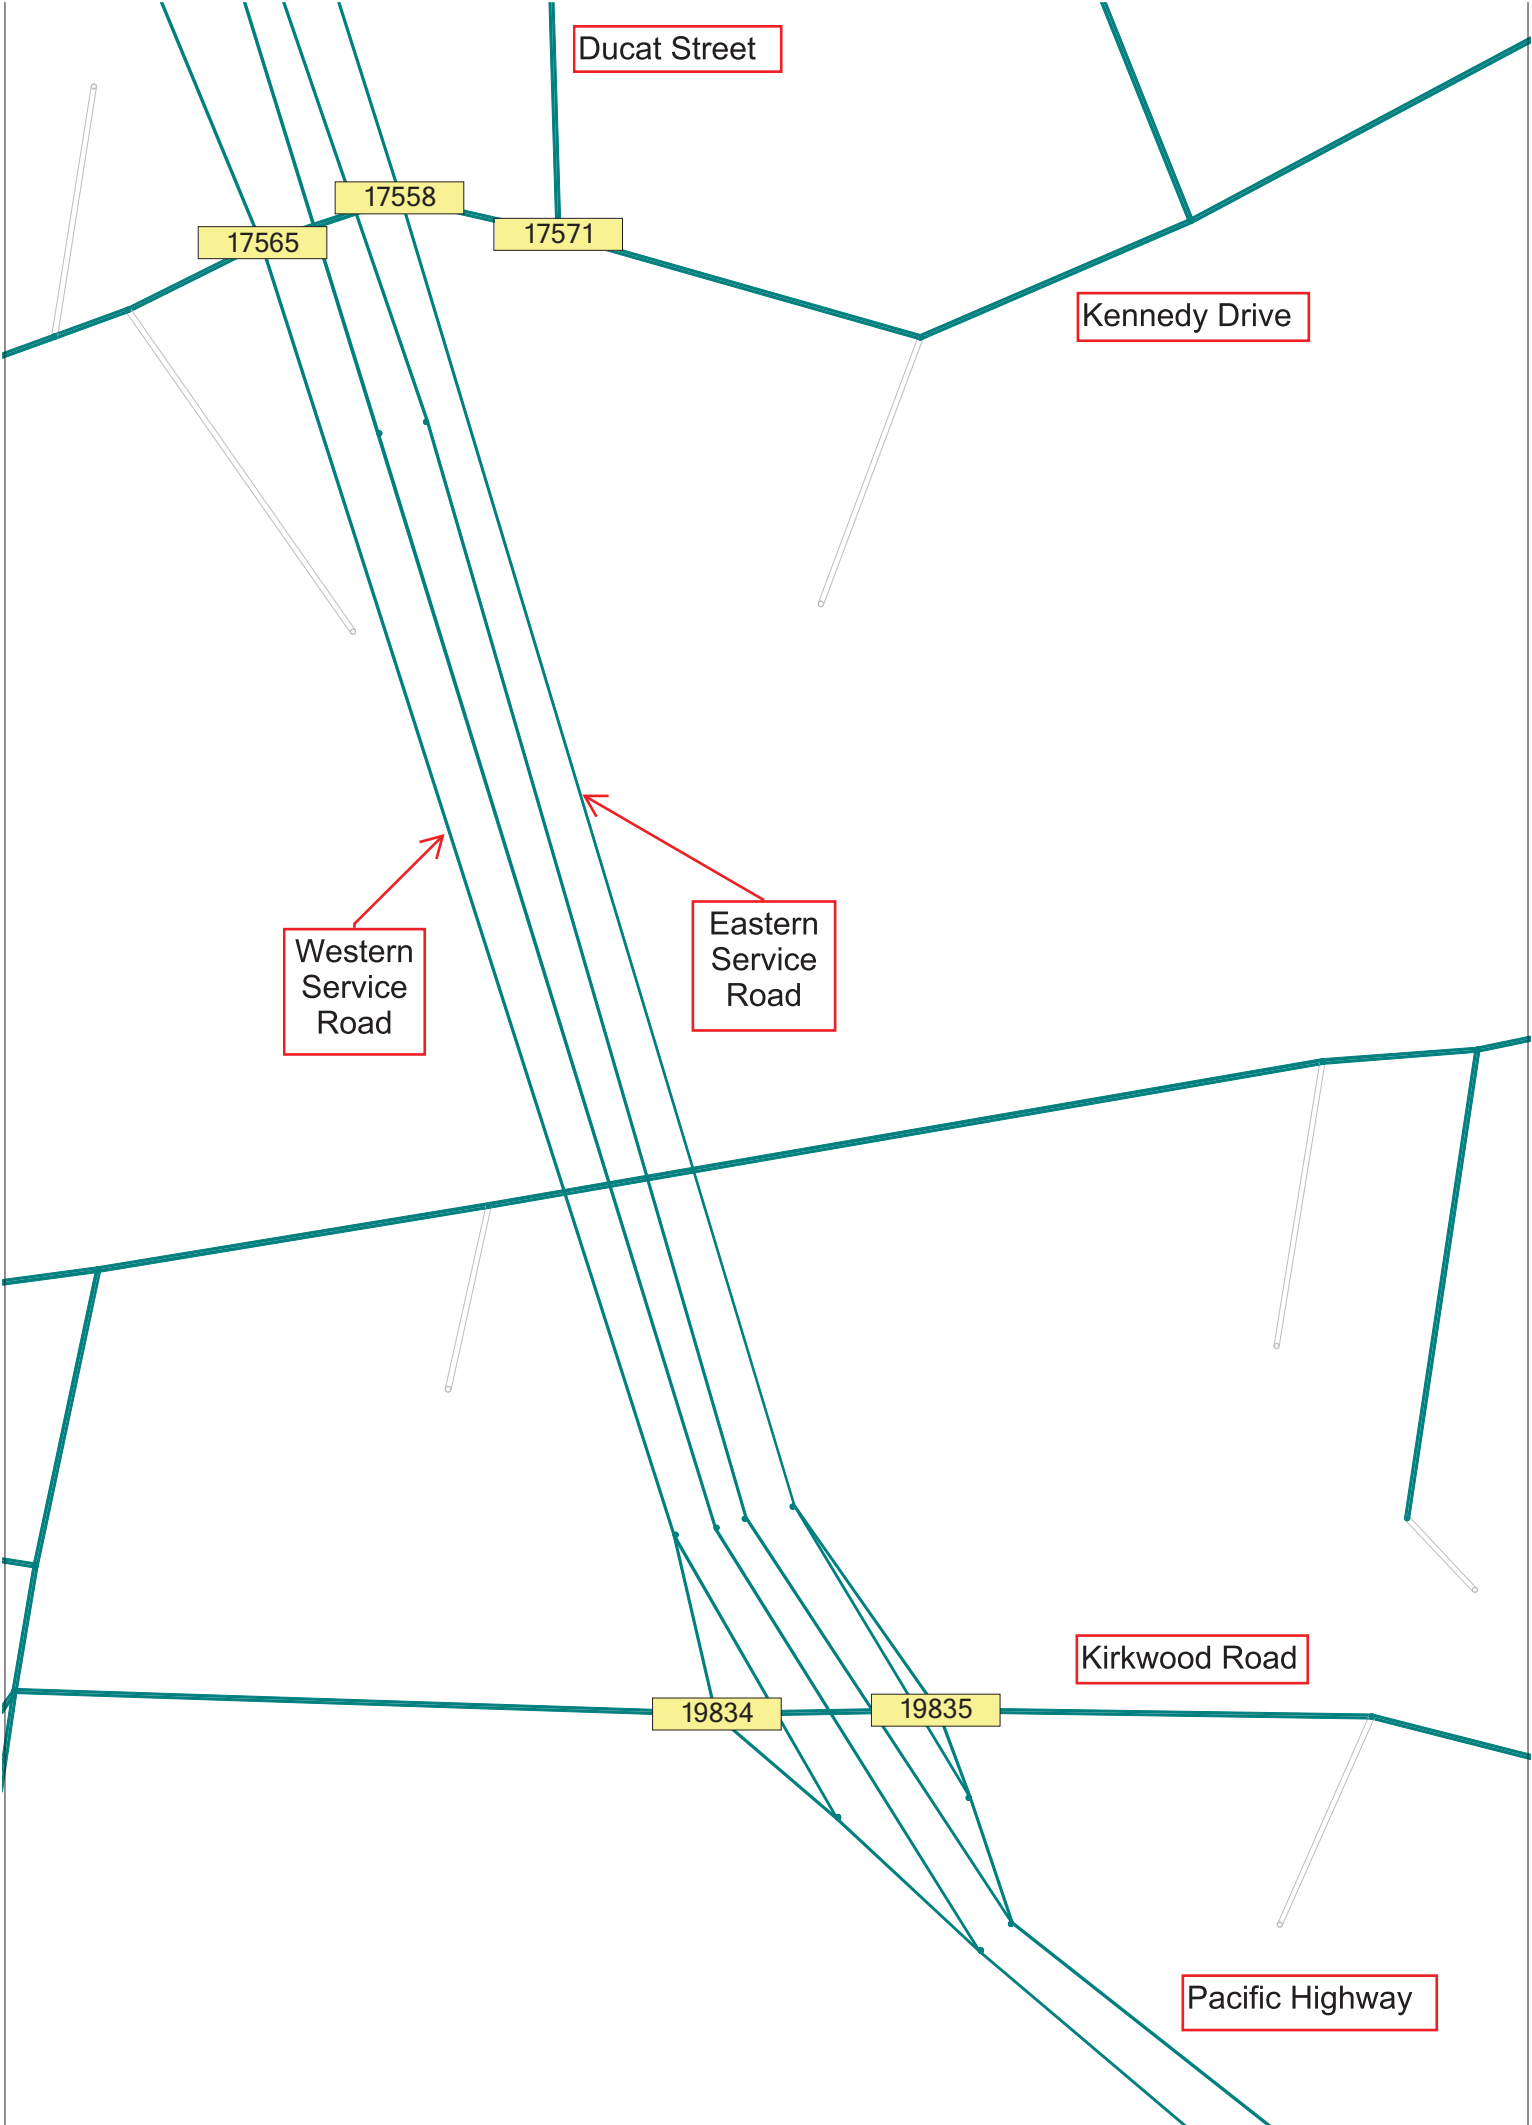 Ducat Street
17558
17571
17565
Kennedy Drive
Western
Service
Road
Eastern
Service
Road
Kirkwood Road
19834
19835
Pacific Highway